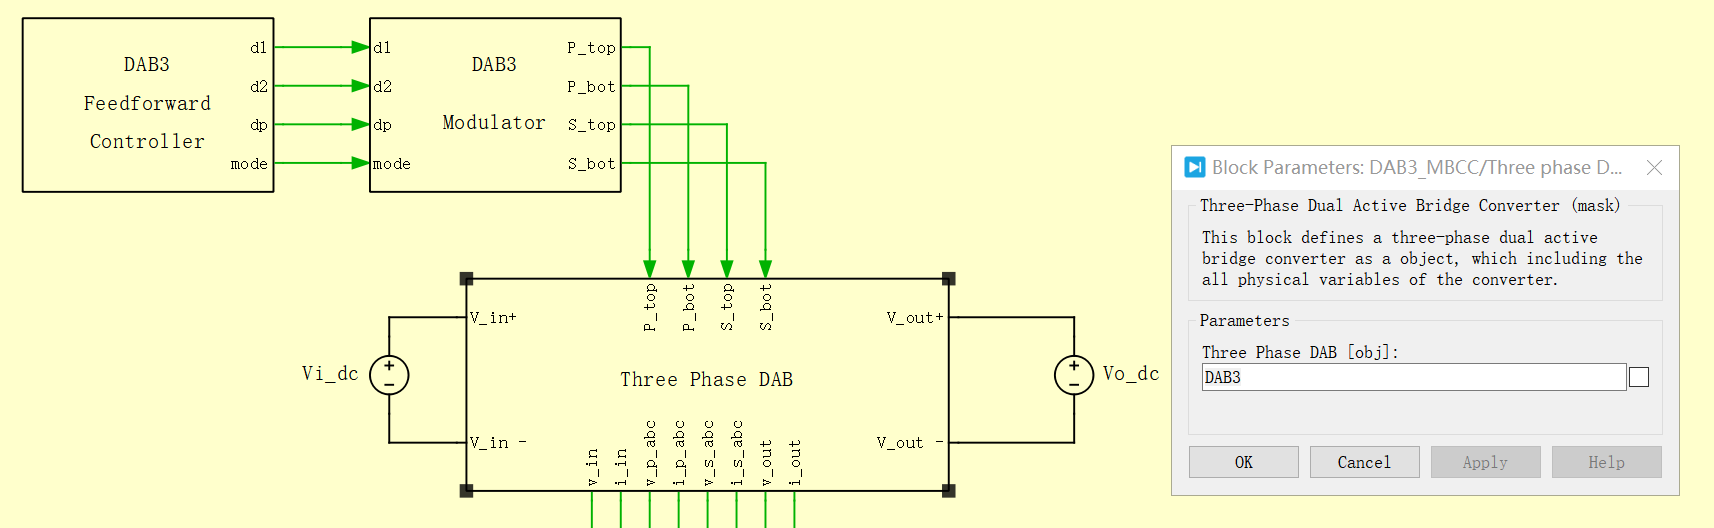 DAB3
Feedforward
Controller
d1
d2
dp
mode
d1
d2
dp
mode
DAB3
Modulator
P_top
P_bot
S_top
S_bot
P_top
P_bot
S_top
S_bot
V_in+
V_in -
Vi_dc
Three Phase DAB
V_out+
V_out -
Vo_dc
v_in
i_in
v_p_abc
i_p_abc
v_s_abc
i_s_abc
v_out
i_out
Block Parameters: DAB3_MBCC/Three phase D...
Three-Phase Dual Active Bridge Converter (mask)
This block defines a three-phase dual active
bridge converter as a object, which including the
all physical variables of the converter.
Parameters
Three Phase DAB [obj]:
DAB3
OK
Cancel
Apply
Help